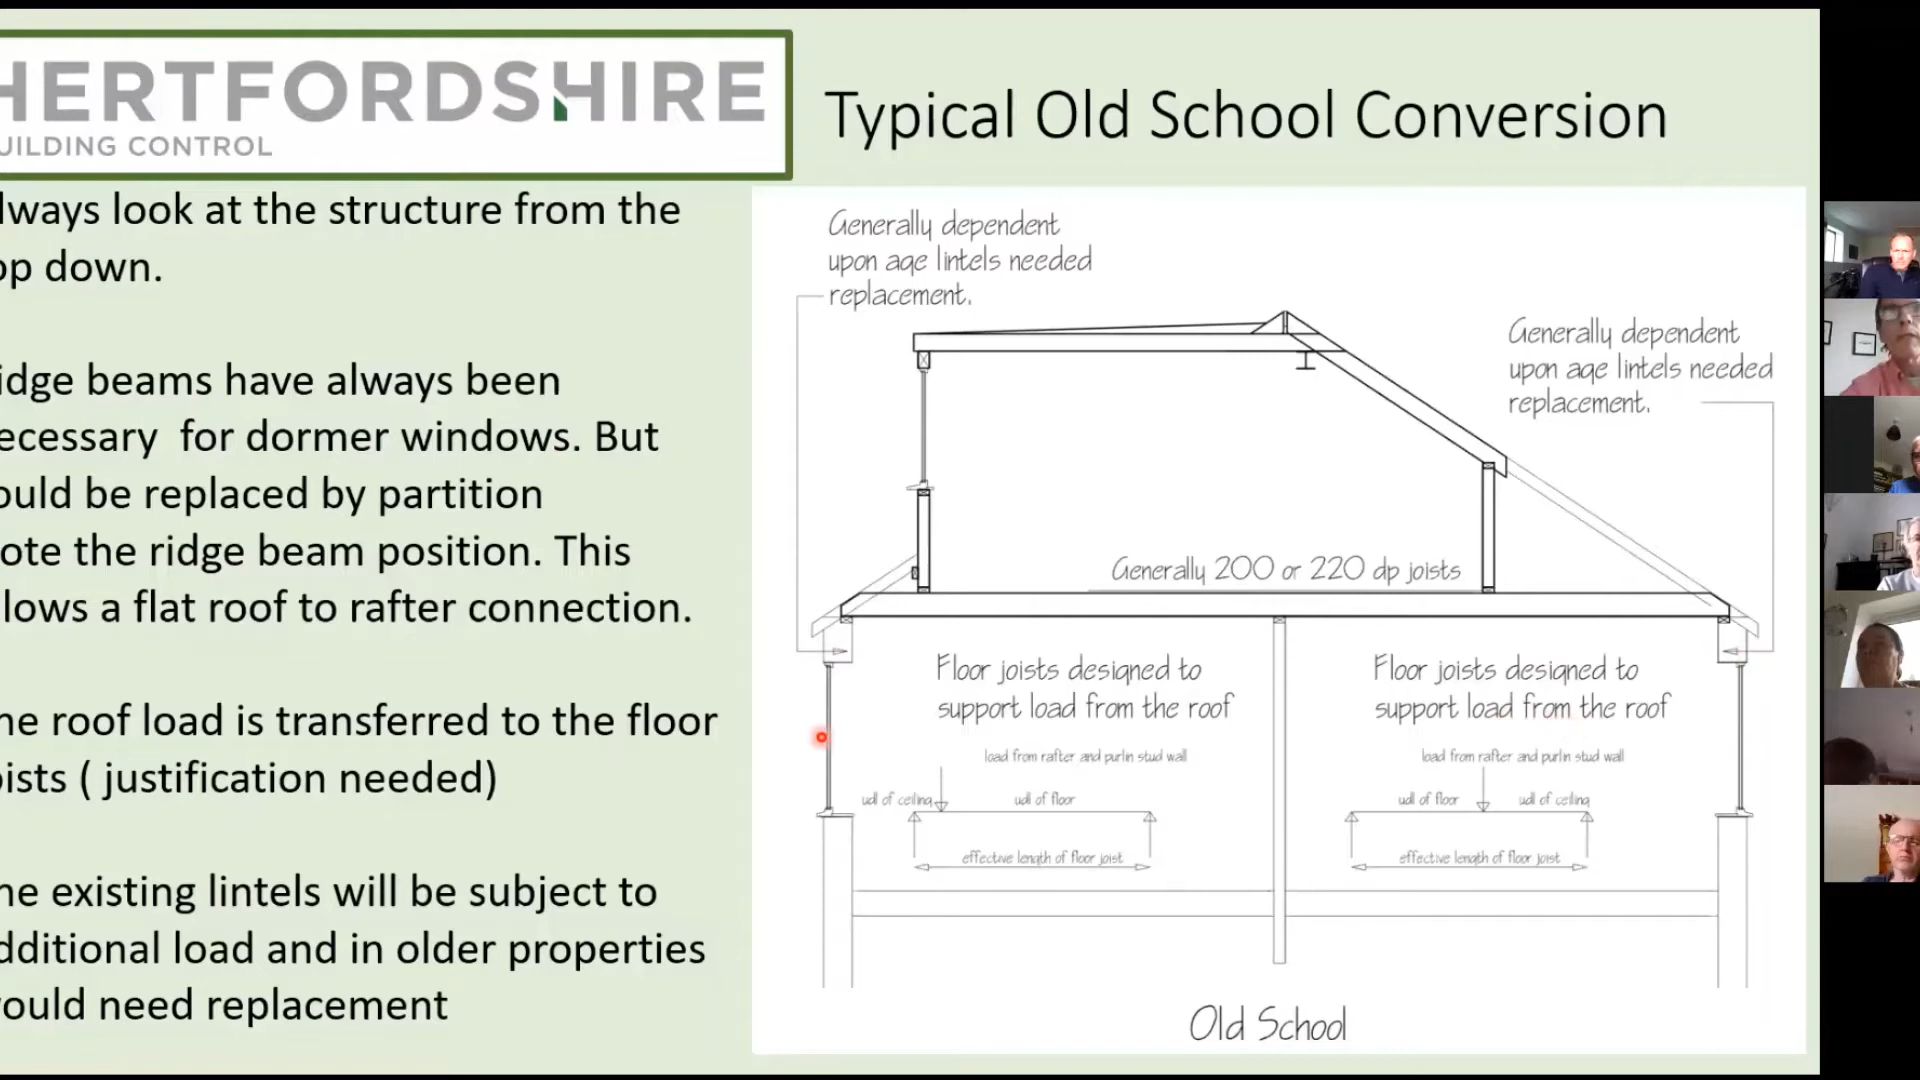 HERTFORDSHIRE
UILDING CONTROL
Typical Old School Conversion
lways look at the structure from the
op down.
idge beams have always been
ecessary for dormer windows. But
ould be replaced by partition
ote the ridge beam position. This
llows a flat roof to rafter connection.
he roof load is transferred to the floor
oists ( justification needed)
he existing lintels will be subject to
dditional load and in older properties
ould need replacement
Generally dependent
upon age lintels needed
replacement.
Generally dependent
upon age lintels needed
replacement.
Generally 200 or 220 dp joists
Floor joists designed to
support load from the roof
load from rafter and purlin stud wall
udl of ceiling
udl of floor
effective length of floor joist
Floor joists designed to
support load from the roof
load from rafter and purlin stud wall
udl of floor
udl of ceiling
effective length of floor joist
Old School